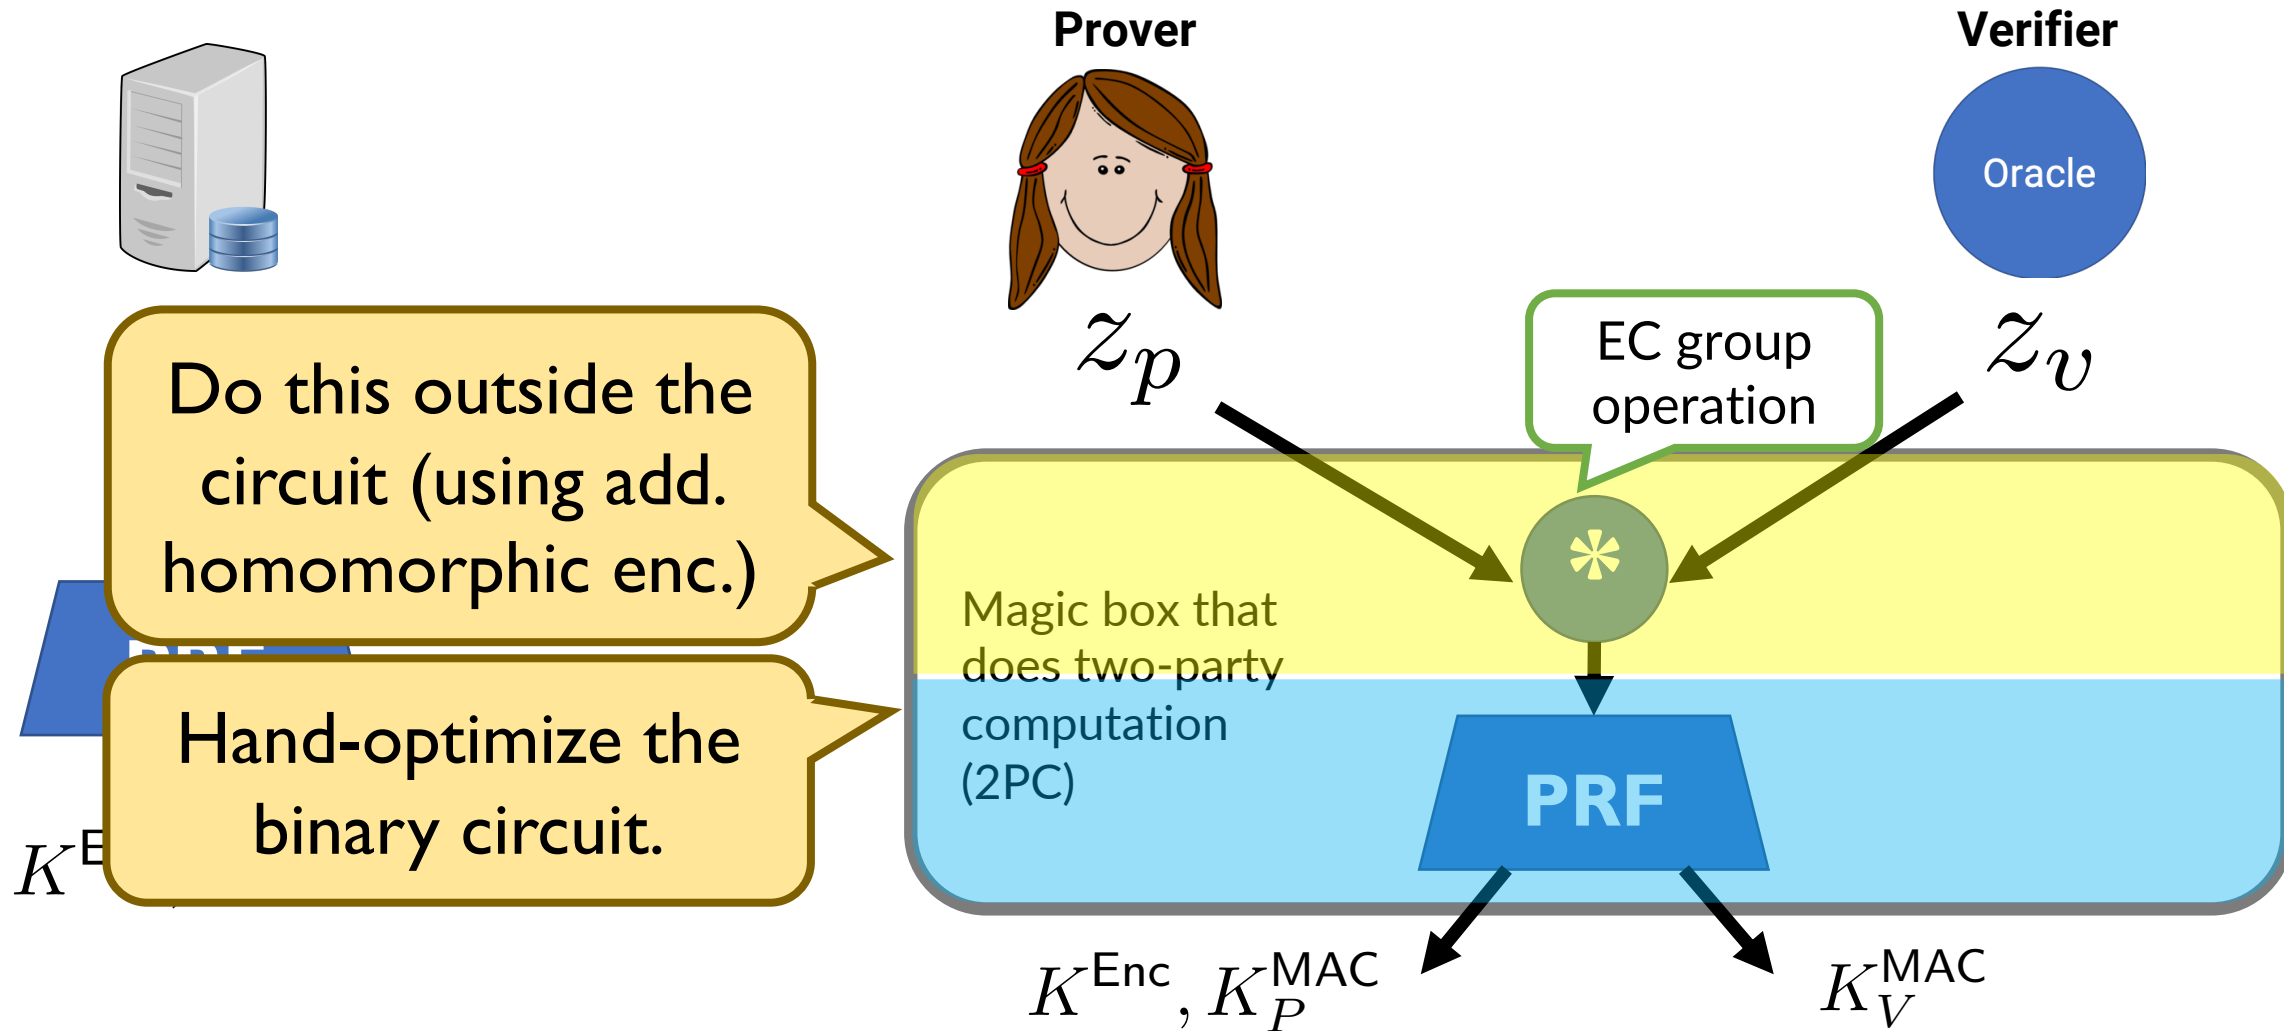 Prover
Verifier
Oracle
z_p
z_v
EC group
operation
Do this outside the
circuit (using add.
homomorphic enc.)
*
Magic box that
does two-party
computation
(2PC)
Hand-optimize the
binary circuit.
PRF
K^Enc, K_P^MAC
K_V^MAC